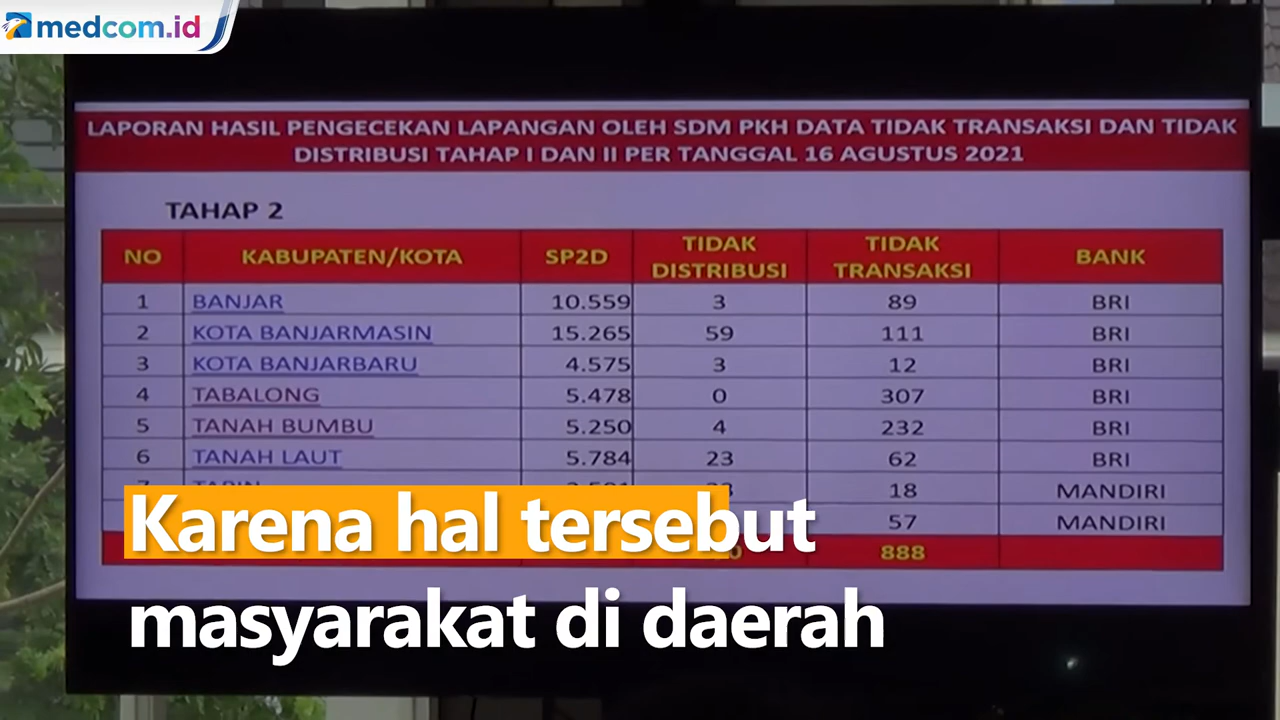 medcom.id
LAPORAN HASIL PENGECEKAN LAPANGAN OLEH SDM PKH DATA TIDAK TRANSAKSI DAN TIDAK
DISTRIBUSI TAHAP I DAN II PER TANGGAL 16 AGUSTUS 2021
TAHAP 2
NO KABUPATEN/KOTA SP2D TIDAK DISTRIBUSI TIDAK TRANSAKSI BANK
1 BANJAR 10.559 3 89 BRI
2 KOTA BANJARMASIN 15.265 59 111 BRI
3 KOTA BANJARBARU 4.575 3 12 BRI
4 TABALONG 5.478 0 307 BRI
5 TANAH BUMBU 5.250 4 232 BRI
6 TANAH LAUT 5.784 23 62 BRI
18 MANDIRI
57 MANDIRI
888
Karena hal tersebut
masyarakat di daerah